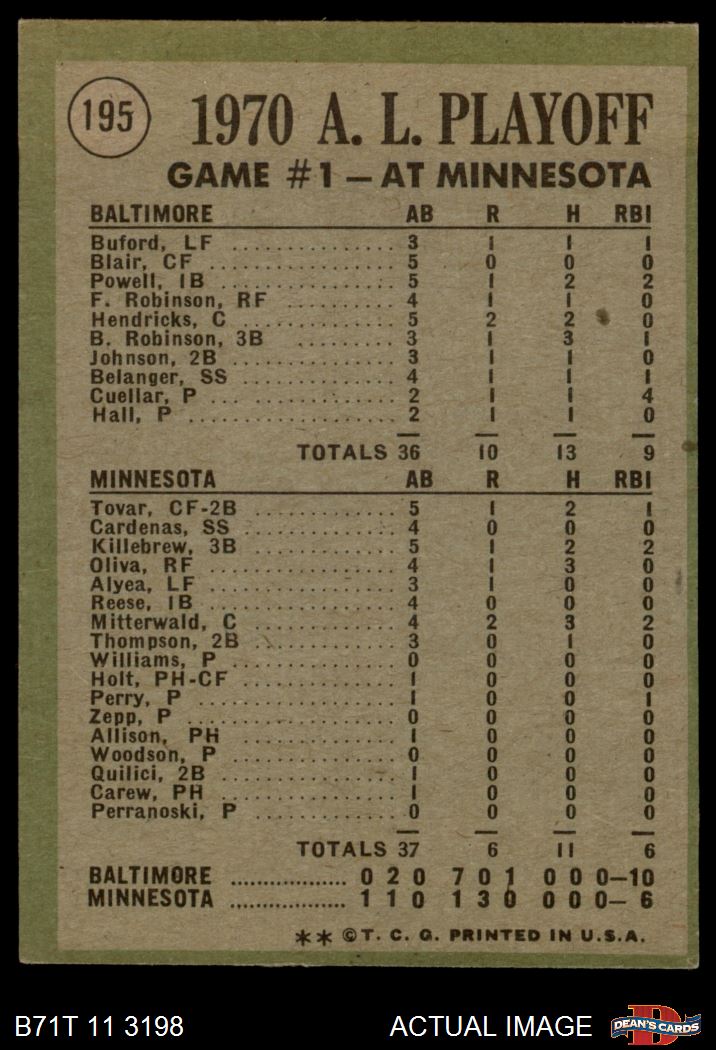 195
1970 A. L. PLAYOFF
GAME #1 — AT MINNESOTA
BALTIMORE AB R H RBI
Buford, LF .............. 3 1 1 1
Blair, CF ................ 5 0 0 0
Powell, 1B .............. 5 1 2 2
F. Robinson, RF .......... 4 1 1 0
Hendricks, C ............ 5 2 2 0
B. Robinson, 3B ........ 3 1 3 1
Johnson, 2B .............. 3 1 1 0
Belanger, SS ............ 4 1 1 1
Cuellar, P ... .......... 2 1 1 4
Hall, P .................. 2 1 1 0
TOTALS 36 10 13 9
MINNESOTA AB R H RBI
Tovar, CF-2B ............ 5 1 2 1
Cardenas, SS ............ 4 0 0 0
Killebrew, 3B ............ 5 1 2 2
Oliva, RF ................ 4 1 3 0
Alyea, LF ................ 3 1 0 0
Reese, 1B ................ 4 0 0 0
Mitterwald, C ............ 4 2 3 2
Thompson, 2B ............ 3 0 1 0
Williams, P .............. 0 0 0 0
Holt, PH-CF .............. 1 0 0 0
Perry, P ................ 1 0 0 1
Zepp, P .................. 0 0 0 0
Allison, PH .............. 1 0 0 0
Woodson, P .............. 0 0 0 0
Quilici, 2B .............. 1 0 0 0
Carew, PH .............. 1 0 0 0
Perranoski, P ............ 0 0 0 0
TOTALS 37 6 11 6
BALTIMORE .................. 0 2 0 7 0 1 0 0 0—10
MINNESOTA .................. 1 1 0 1 3 0 0 0 0— 6
** ©T. C. G. PRINTED IN U.S.A.
B71T 11 3198 ACTUAL IMAGE D DEAN'S CARDS